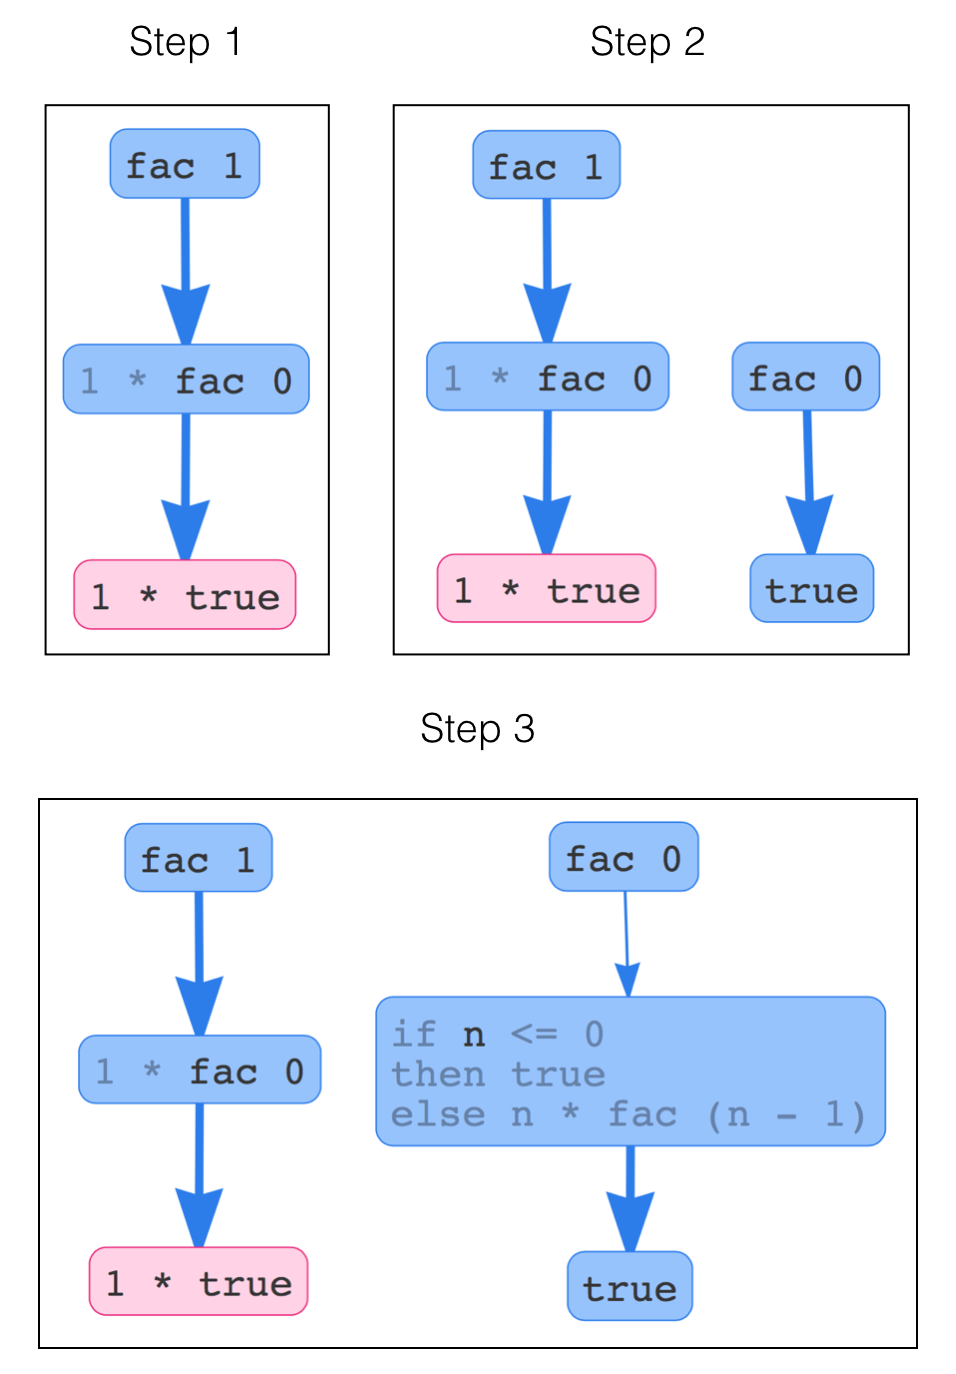 Step 1
fac 1
1 * fac 0
1 * true
Step 2
fac 1
1 * fac 0
fac 0
1 * true
true
Step 3
fac 1
1 * fac 0
1 * true
fac 0
if n <= 0
then true
else n * fac (n - 1)
true